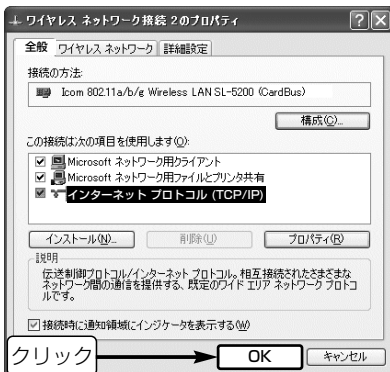 ワイヤレス ネットワーク接続 2のプロパティ
全般 ワイヤレス ネットワーク 詳細設定
接続の方法:
Icom 802.11a/b/g Wireless LAN SL-5200 (CardBus)
構成(C)...
この接続は次の項目を使用します(O):
Microsoft ネットワーク用クライアント
Microsoft ネットワーク用ファイルとプリンタ共有
インターネット プロトコル (TCP/IP)
インストール(N)... 削除(U) プロパティ(R)
説明
伝送制御プロトコル/インターネット プロトコル。相互接続されたさまざまな
ネットワーク間の通信を提供する、既定のワイド エリア ネットワーク プロトコ
ルです。
接続時に通知領域にインジケータを表示する(W)
クリック OK キャンセル